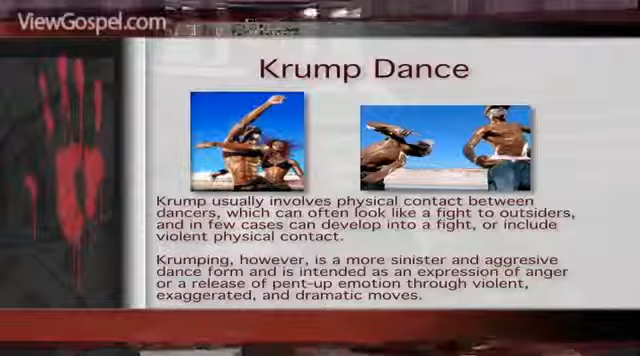 ViewGospel.com
Krump Dance
Krump usually involves physical contact between
dancers, which can often look like a fight to outsiders,
and in few cases can develop into a fight, or include
violent physical contact.
Krumping, however, is a more sinister and aggresive
dance form and is intended as an expression of anger
or a release of pent-up emotion through violent,
exaggerated, and dramatic moves.